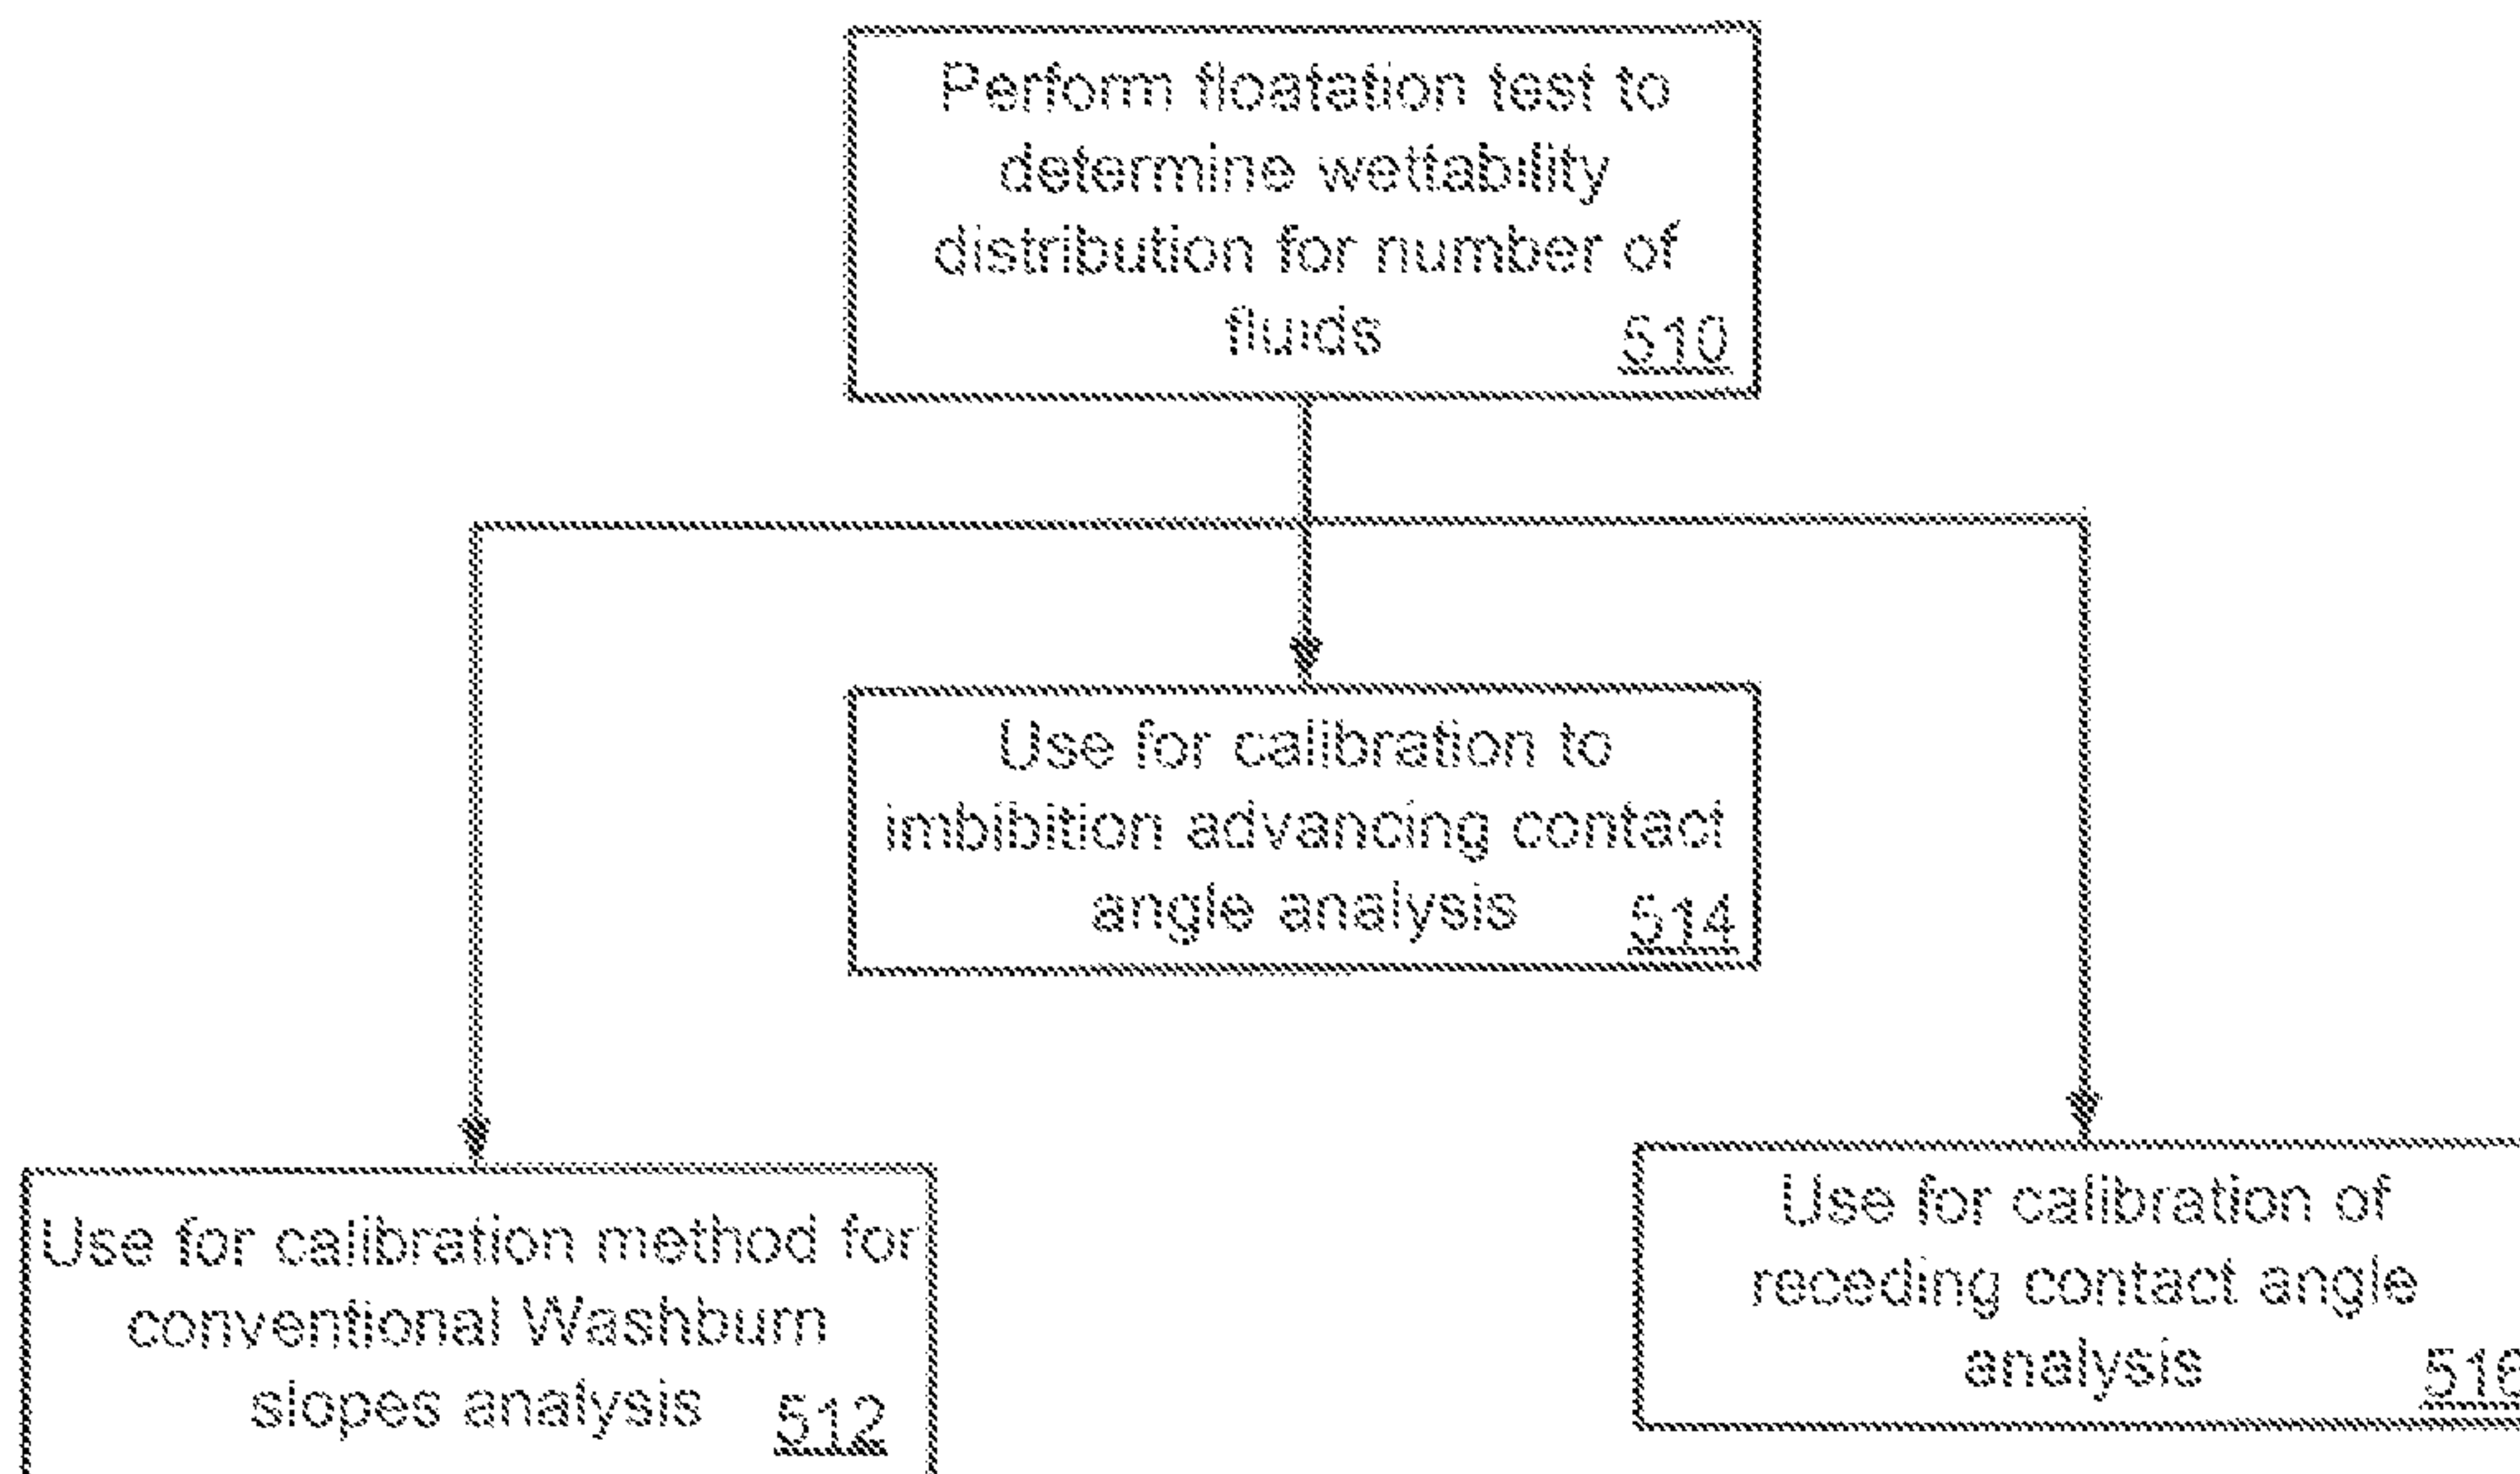 Perform floatation test to
determine wettability
distribution for number of
fluids 510
Use for calibration to
imbibition advancing contact
angle analysis 514
Use for calibration method for
conventional Washburn
slopes analysis 512
Use for calibration of
receding contact angle
analysis 516